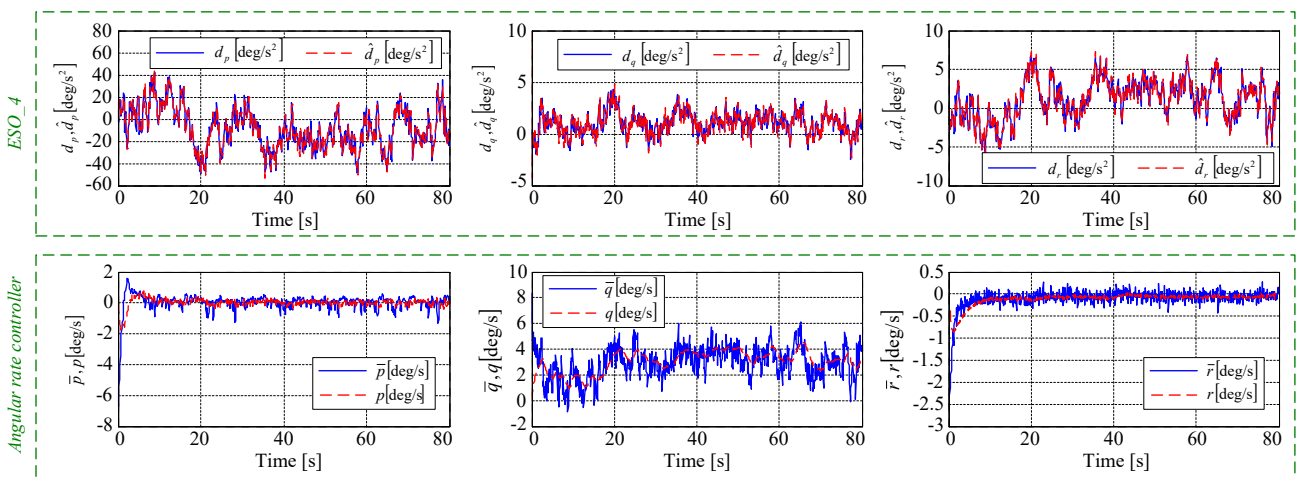 ESO_4
d_p, d̂_p [deg/s²]
80
60
40
20
0
-20
-40
-60
d_p [deg/s²] d̂_p [deg/s²]
0 20 40 60 80
Time [s]
d_q, d̂_q [deg/s²]
10
5
0
-5
d_q [deg/s²] d̂_q [deg/s²]
0 20 40 60 80
Time [s]
d_r, d̂_r [deg/s²]
10
5
0
-5
-10
d_r [deg/s²] d̂_r [deg/s²]
0 20 40 60 80
Time [s]
Angular rate controller
p̅, p [deg/s]
2
0
-2
-4
-6
-8
p̅ [deg/s]
p [deg/s]
0 20 40 60 80
Time [s]
q̅, q [deg/s]
10
8
6
4
2
0
-2
q̅ [deg/s]
q [deg/s]
0 20 40 60 80
Time [s]
r̅, r [deg/s]
0.5
0
-0.5
-1
-1.5
-2
-2.5
-3
r̅ [deg/s]
r [deg/s]
0 20 40 60 80
Time [s]